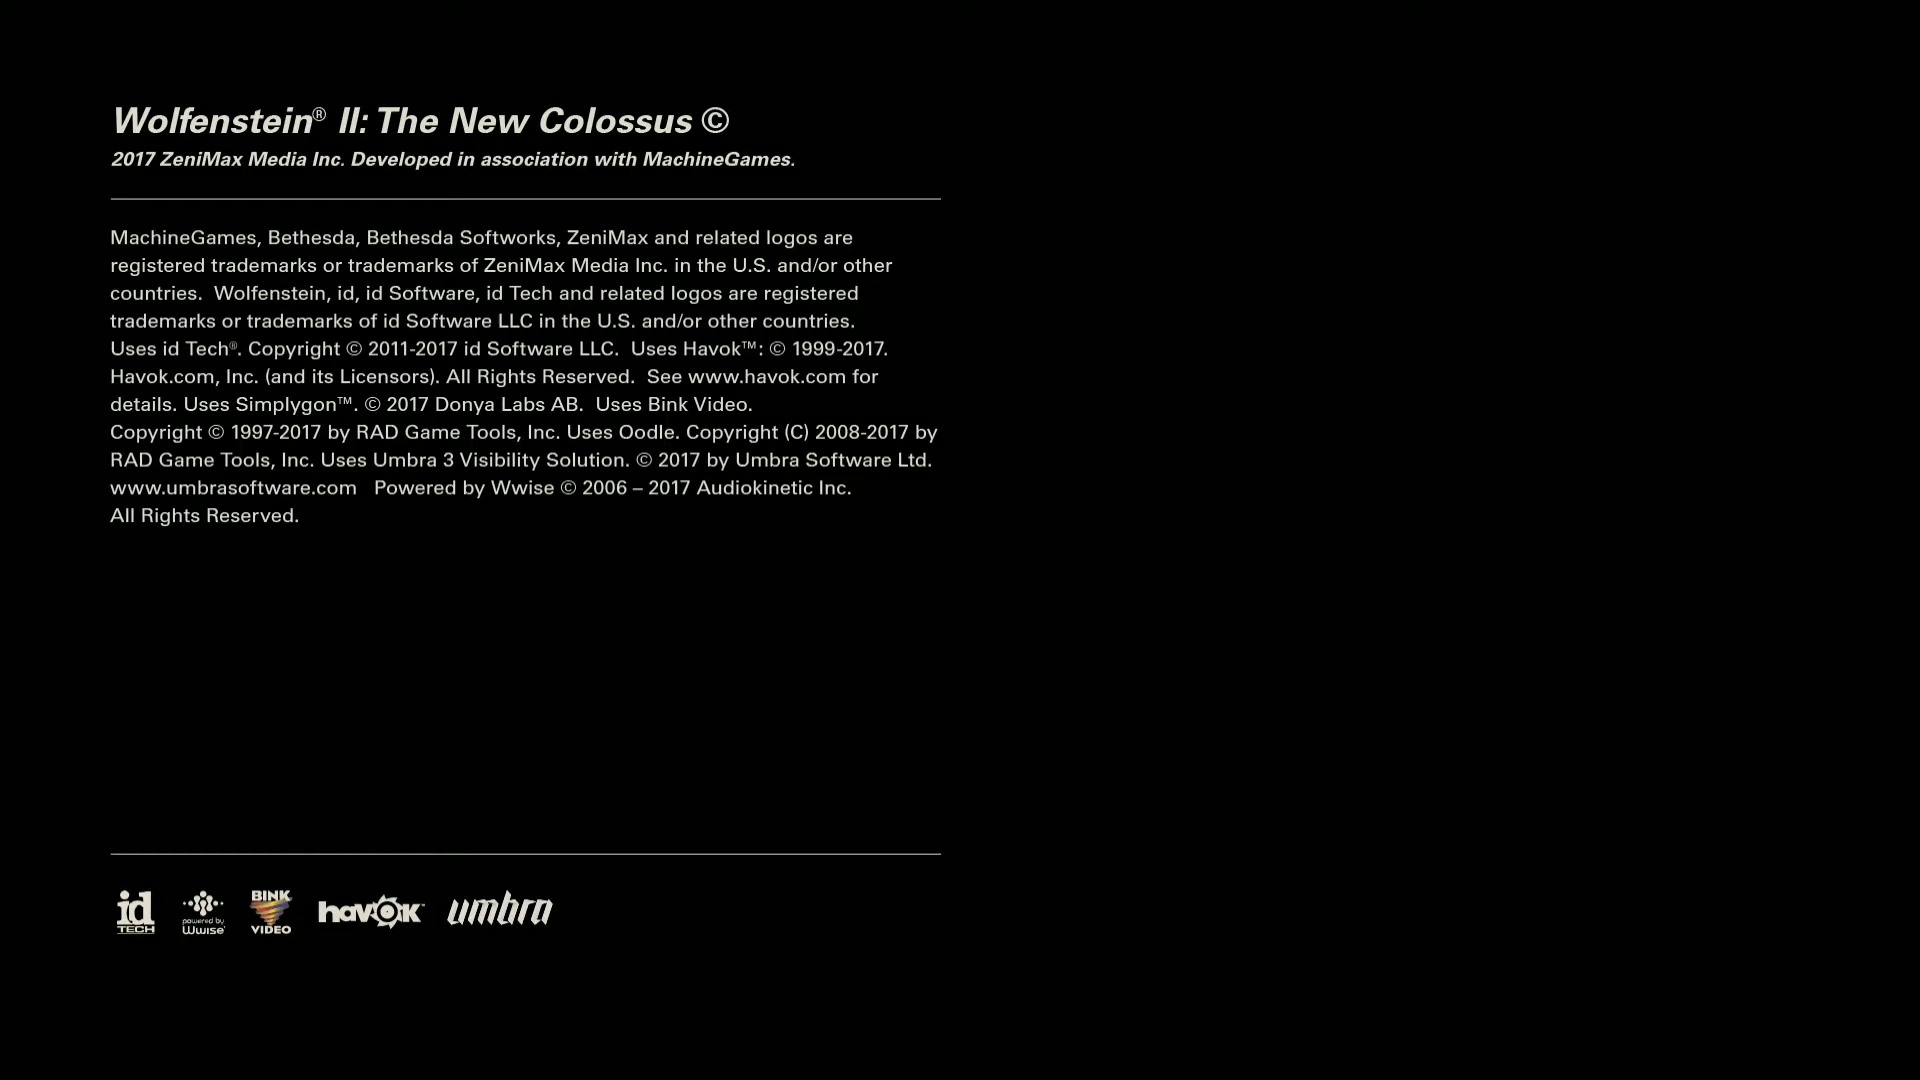 Wolfenstein® II: The New Colossus ©
2017 ZeniMax Media Inc. Developed in association with MachineGames.
MachineGames, Bethesda, Bethesda Softworks, ZeniMax and related logos are
registered trademarks or trademarks of ZeniMax Media Inc. in the U.S. and/or other
countries.  Wolfenstein, id, id Software, id Tech and related logos are registered
trademarks or trademarks of id Software LLC in the U.S. and/or other countries.
Uses id Tech®. Copyright © 2011-2017 id Software LLC.  Uses Havok™: © 1999-2017.
Havok.com, Inc. (and its Licensors). All Rights Reserved.  See www.havok.com for
details. Uses Simplygon™. © 2017 Donya Labs AB.  Uses Bink Video.
Copyright © 1997-2017 by RAD Game Tools, Inc. Uses Oodle. Copyright (C) 2008-2017 by
RAD Game Tools, Inc. Uses Umbra 3 Visibility Solution. © 2017 by Umbra Software Ltd.
www.umbrasoftware.com   Powered by Wwise © 2006 – 2017 Audiokinetic Inc.
All Rights Reserved.
id TECH
powered by Wwise
BINK VIDEO
havok™
umbra